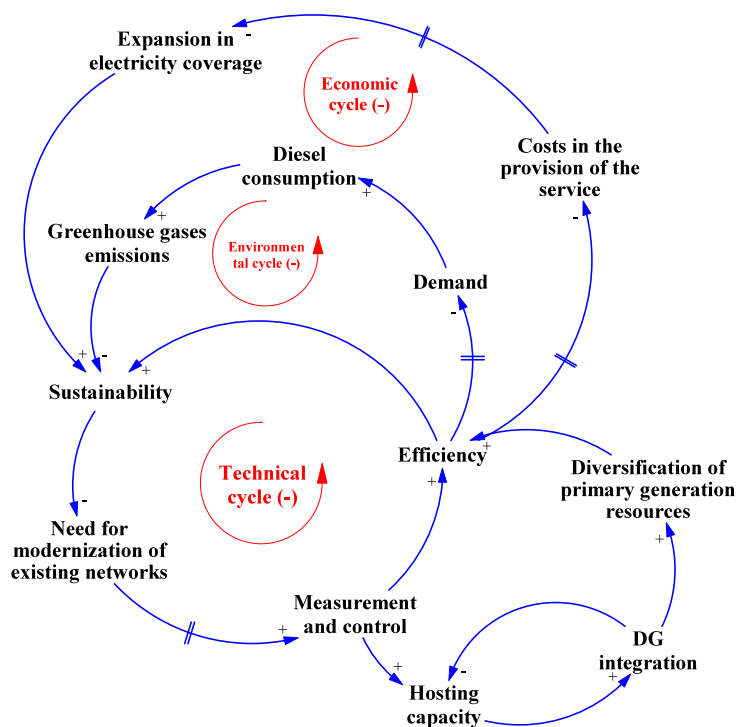 Expansion in
electricity coverage
-
Economic
cycle (-)
Costs in the
provision of the
service
-
Diesel
consumption
+
Greenhouse gases
emissions
+
Environmen
tal cycle (-)
Demand
-
+
-
+
Sustainability
-
Technical
cycle (-)
Efficiency
+
+
Diversification of
primary generation
resources
+
Need for
modernization of
existing networks
Measurement
and control
+
DG
integration
+
+
-
Hosting
capacity